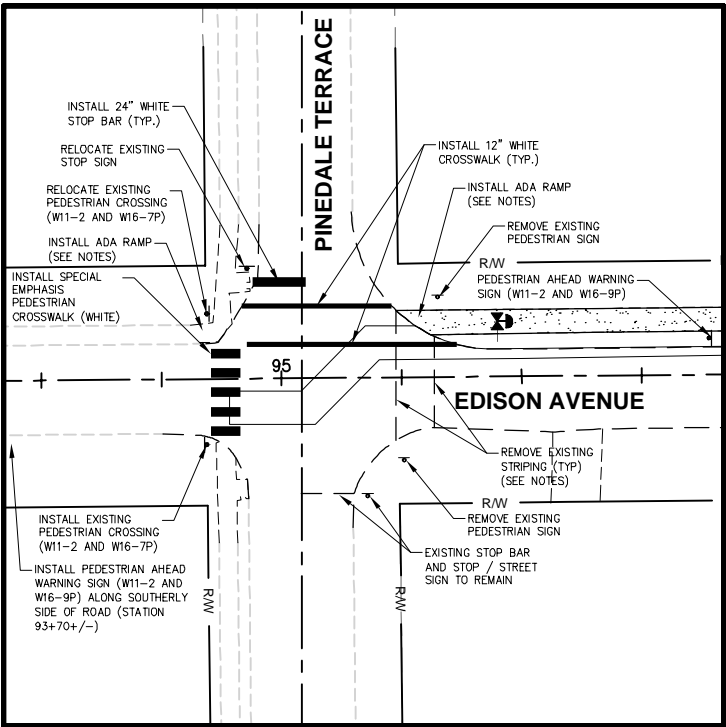 PINEDALE TERRACE
INSTALL 24" WHITE
STOP BAR (TYP.)
RELOCATE EXISTING
STOP SIGN
RELOCATE EXISTING
PEDESTRIAN CROSSING
(W11-2 AND W16-7P)
INSTALL ADA RAMP
(SEE NOTES)
INSTALL SPECIAL
EMPHASIS
PEDESTRIAN
CROSSWALK (WHITE)
INSTALL 12" WHITE
CROSSWALK (TYP.)
INSTALL ADA RAMP
(SEE NOTES)
REMOVE EXISTING
PEDESTRIAN SIGN
R/W
PEDESTRIAN AHEAD WARNING
SIGN (W11-2 AND W16-9P)
95
EDISON AVENUE
REMOVE EXISTING
STRIPING (TYP)
(SEE NOTES)
R/W
REMOVE EXISTING
PEDESTRIAN SIGN
EXISTING STOP BAR
AND STOP / STREET
SIGN TO REMAIN
INSTALL EXISTING
PEDESTRIAN CROSSING
(W11-2 AND W16-7P)
INSTALL PEDESTRIAN AHEAD
WARNING SIGN (W11-2 AND
W16-9P) ALONG SOUTHERLY
SIDE OF ROAD (STATION
93+70+/-)
R/W
R/W